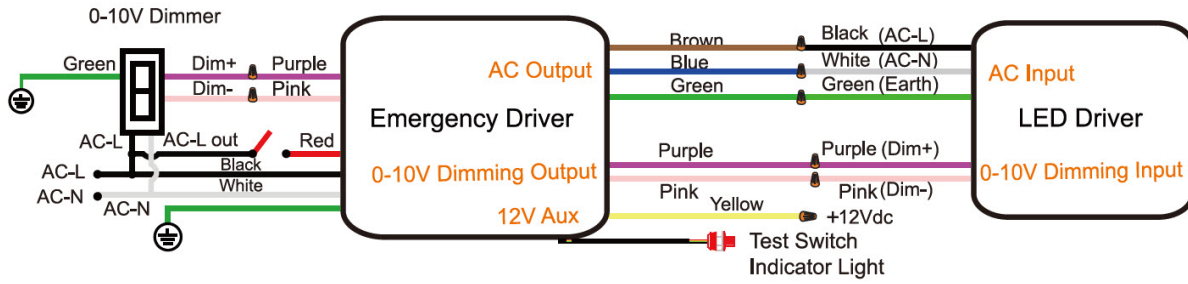 0-10V Dimmer
Green
Dim+ Purple
Dim- Pink
AC-L
AC-L out
Red
AC-L
Black
White
AC-N
AC-N
Emergency Driver
AC Output
0-10V Dimming Output
12V Aux
Brown
Black (AC-L)
Blue
White (AC-N)
Green
Green (Earth)
Purple
Purple (Dim+)
Pink
Pink (Dim-)
Yellow
+12Vdc
Test Switch
Indicator Light
AC Input
LED Driver
0-10V Dimming Input